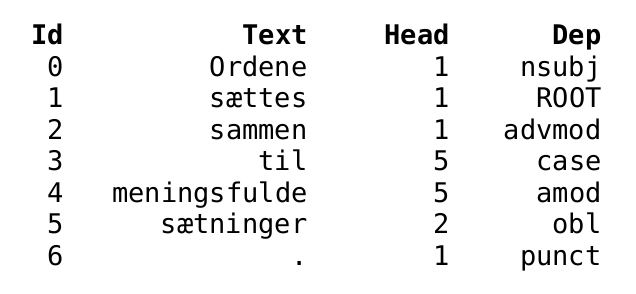 Id Text Head Dep
0 Ordene 1 nsubj
1 sættes 1 ROOT
2 sammen 1 advmod
3 til 5 case
4 meningsfulde 5 amod
5 sætninger 2 obl
6 . 1 punct